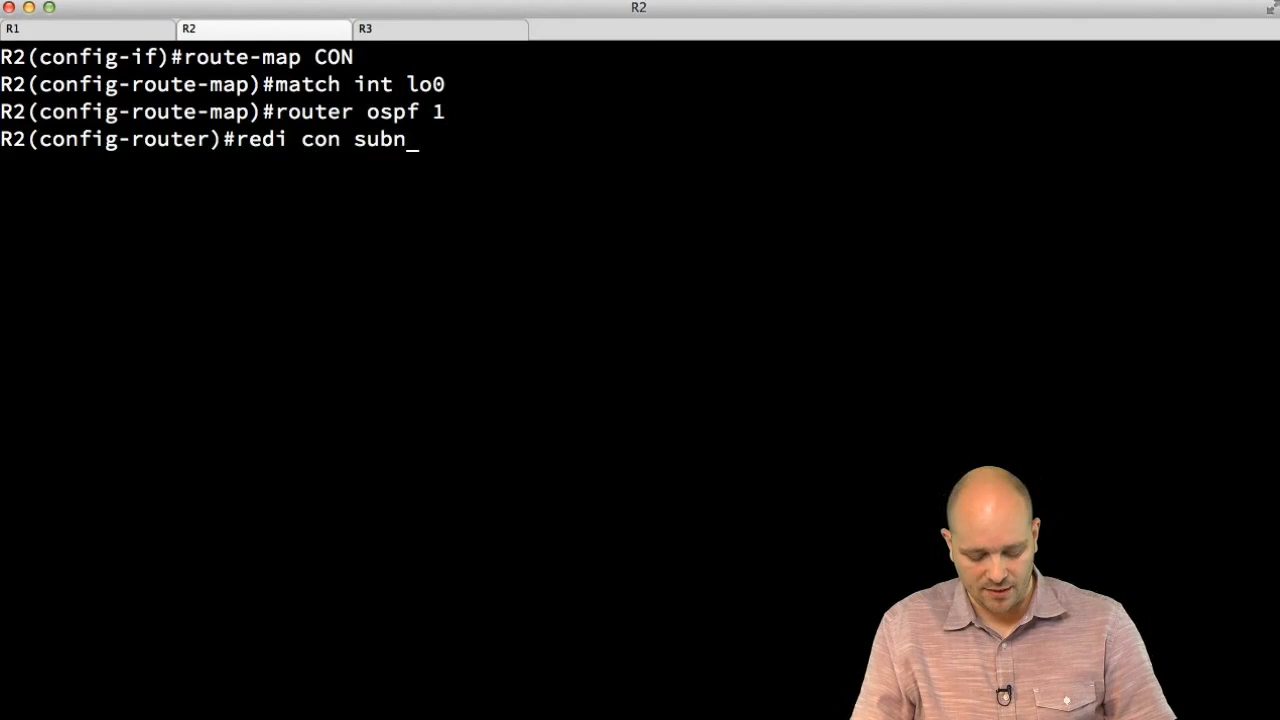 R2
R1
R2
R3
R2(config-if)#route-map CON
R2(config-route-map)#match int lo0
R2(config-route-map)#router ospf 1
R2(config-router)#redi con subn_